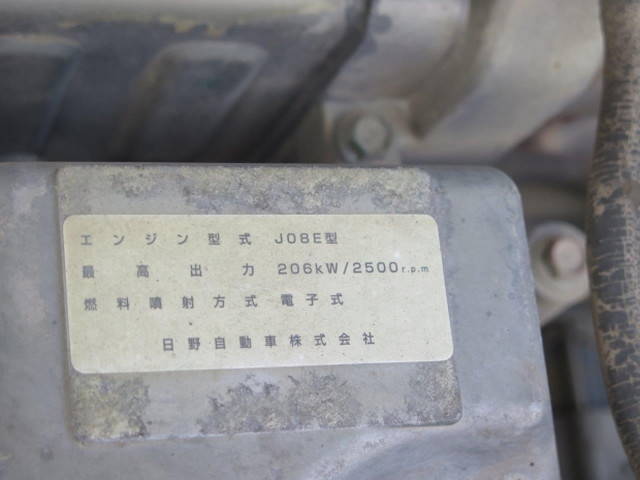 エンジン型式 J08E型
最高出力 206kW/2500r.p.m
燃料噴射方式 電子式
日野自動車株式会社